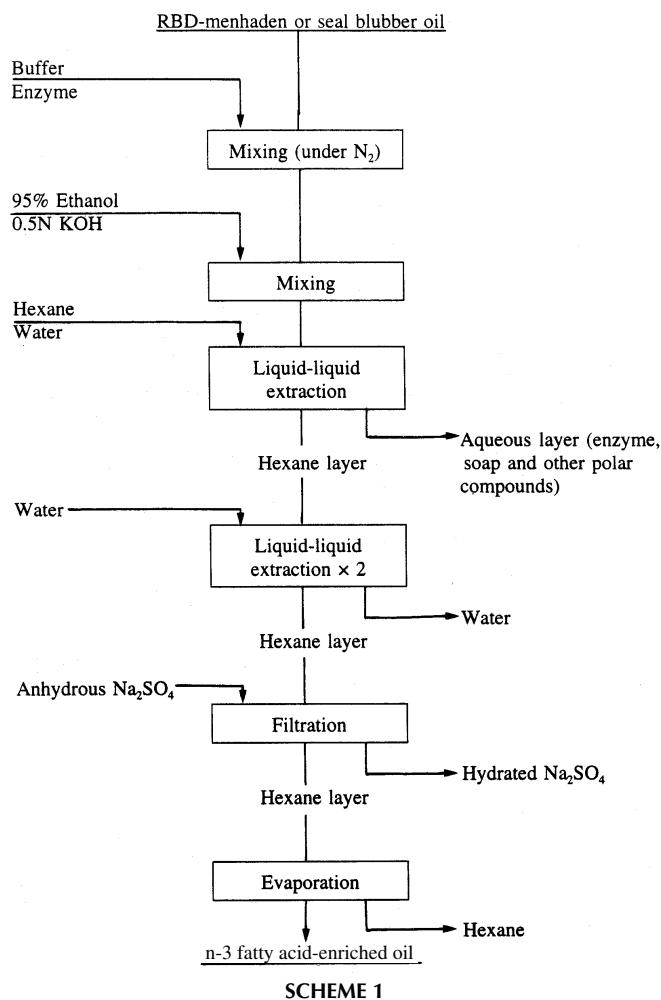 RBD-menhaden or seal blubber oil
Buffer
Enzyme
Mixing (under N₂)
95% Ethanol
0.5N KOH
Mixing
Hexane
Water
Liquid-liquid
extraction
Aqueous layer (enzyme,
soap and other polar
compounds)
Hexane layer
Water
Liquid-liquid
extraction × 2
Water
Hexane layer
Anhydrous Na₂SO₄
Filtration
Hydrated Na₂SO₄
Hexane layer
Evaporation
Hexane
n-3 fatty acid-enriched oil
SCHEME 1